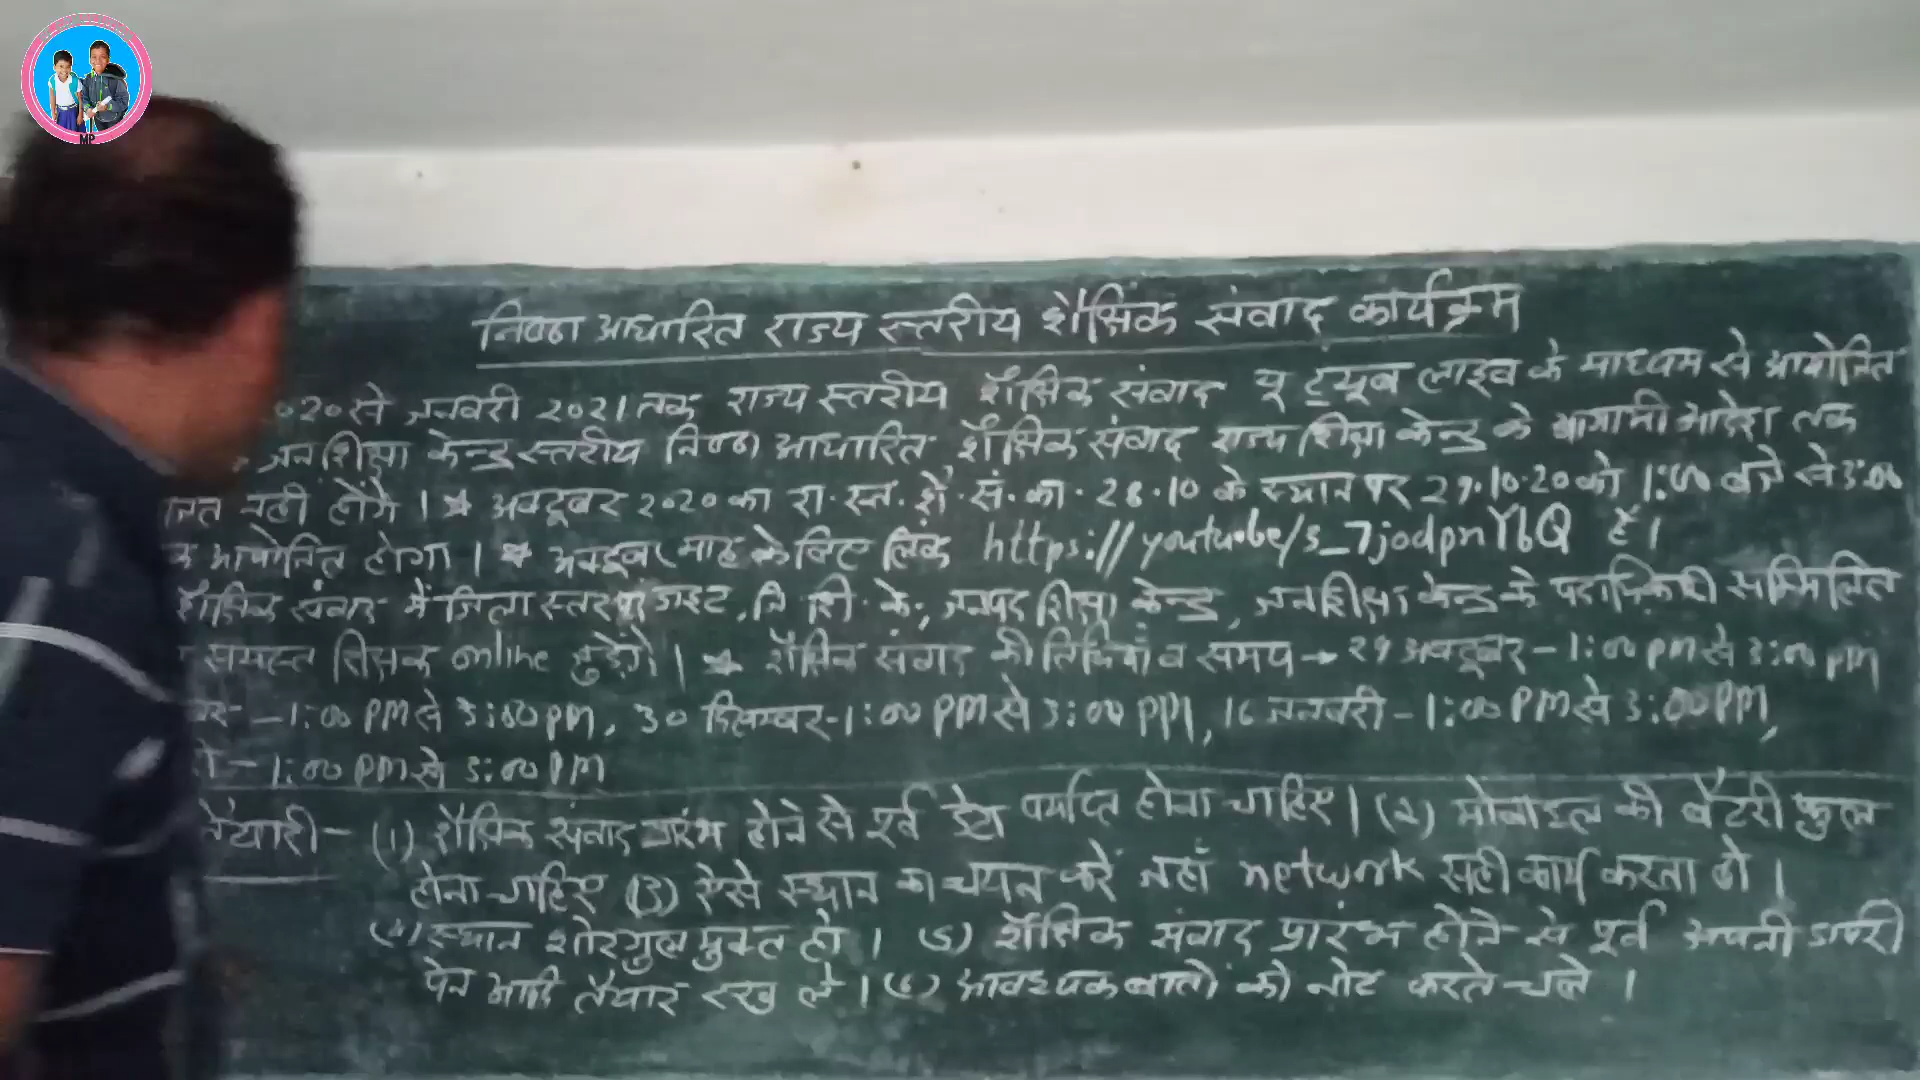 MP
निष्ठा आधारित राज्य स्तरीय शैक्षिक संवाद कार्यक्रम
020 से जनवरी 2021 तक राज्य स्तरीय शैक्षिक संवाद यू ट्यूब लाइव के माध्यम से आयोजित
जनशिक्षा केन्द्र स्तरीय निष्ठा आधारित शैक्षिक संवाद राज्य शिक्षा केन्द्र के आगामी आदेश तक
नहीं होंगे । * अक्टूबर 2020 का रा. स्त. शै. सं. का. 28.10 के स्थान पर 29.10.20 को 1:00 बजे से 3:00
आयोजित होगा । * अक्टूबर माह के लिए लिंक https://youtube/s_7jodpnYbQ है।
शैक्षिक संवाद में जिला स्तर पर डाइट, जि. शि. के., जनपद शिक्षा केन्द्र, जनशिक्षा केन्द्र के पदाधिकारी सम्मिलित
समस्त शिक्षक online जुड़ेंगे । * शैक्षिक संवाद की तिथियाँ व समय → 29 अक्टूबर - 1:00 pm से 3:00 pm
- 1:00 PM से 3:00 pm, 30 दिसम्बर - 1:00 PM से 3:00 PM, 16 जनवरी - 1:00 PM से 3:00 PM,
- 1:00 PM से 3:00 PM
तैयारी - (1) शैक्षिक संवाद प्रारंभ होने से पूर्व डेटा पर्याप्त होना चाहिए । (2) मोबाइल की बैटरी फुल
होना चाहिए (3) ऐसे स्थान का चयन करें जहाँ network सही कार्य करता हो ।
(4) स्थान शोरगुल मुक्त हो । (5) शैक्षिक संवाद प्रारंभ होने से पूर्व अपनी डायरी
पेन आदि तैयार रख लें । (6) आवश्यक बातों को नोट करते चलें ।